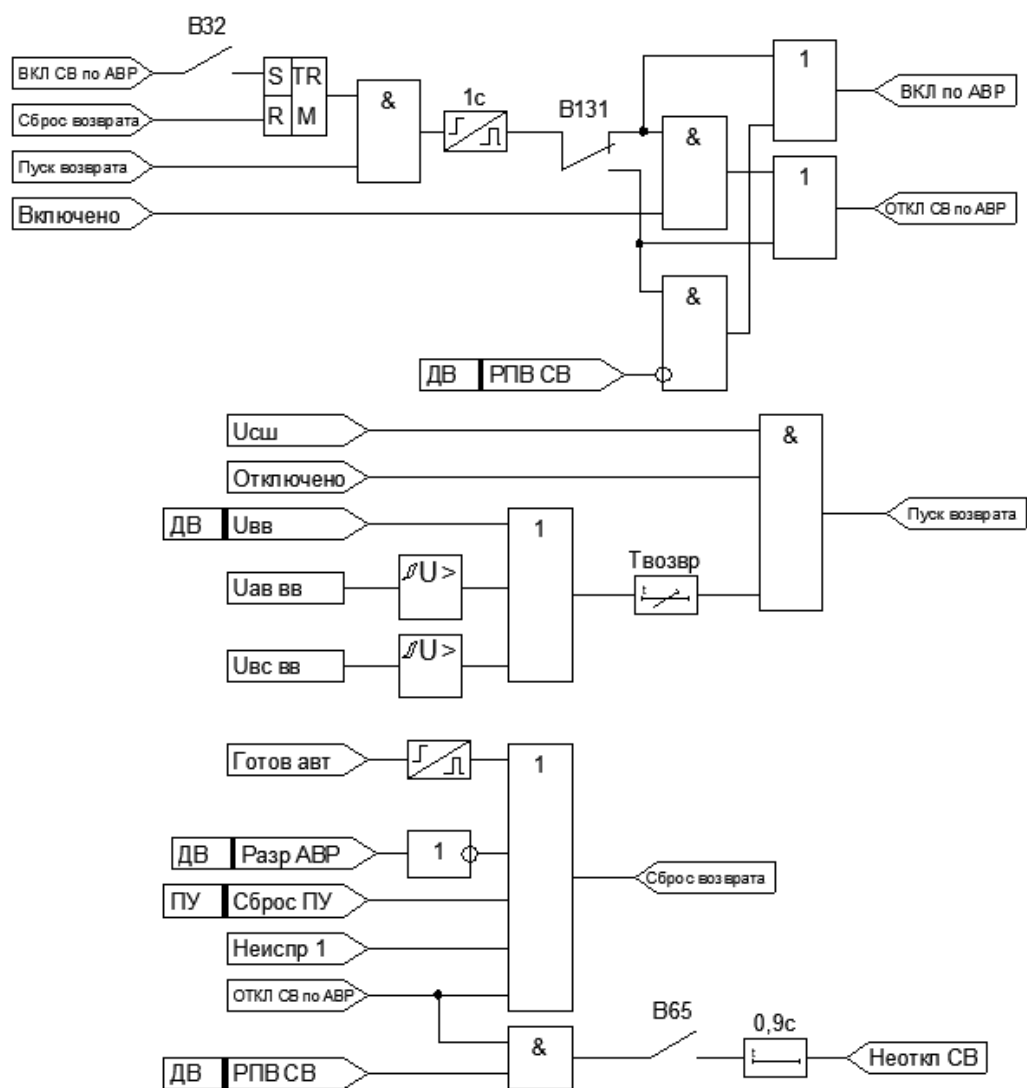 В32
ВКЛ СВ по АВР
S TR
1
&
1с
В131
ВКЛ по АВР
Сброс возврата
R М
&
Пуск возврата
1
Включено
ОТКЛ СВ по АВР
&
ДВ РПВ СВ
Uсш
&
Отключено
ДВ Uвв
1
Пуск возврата
Твозвр
Uав вв
U >
t
Uвс вв
U >
Готов авт
1
ДВ Разр АВР
1
Сброс возврата
ПУ Сброс ПУ
Неиспр 1
ОТКЛ СВ по АВР
В65
0,9с
&
t
Неоткл СВ
ДВ РПВ СВ